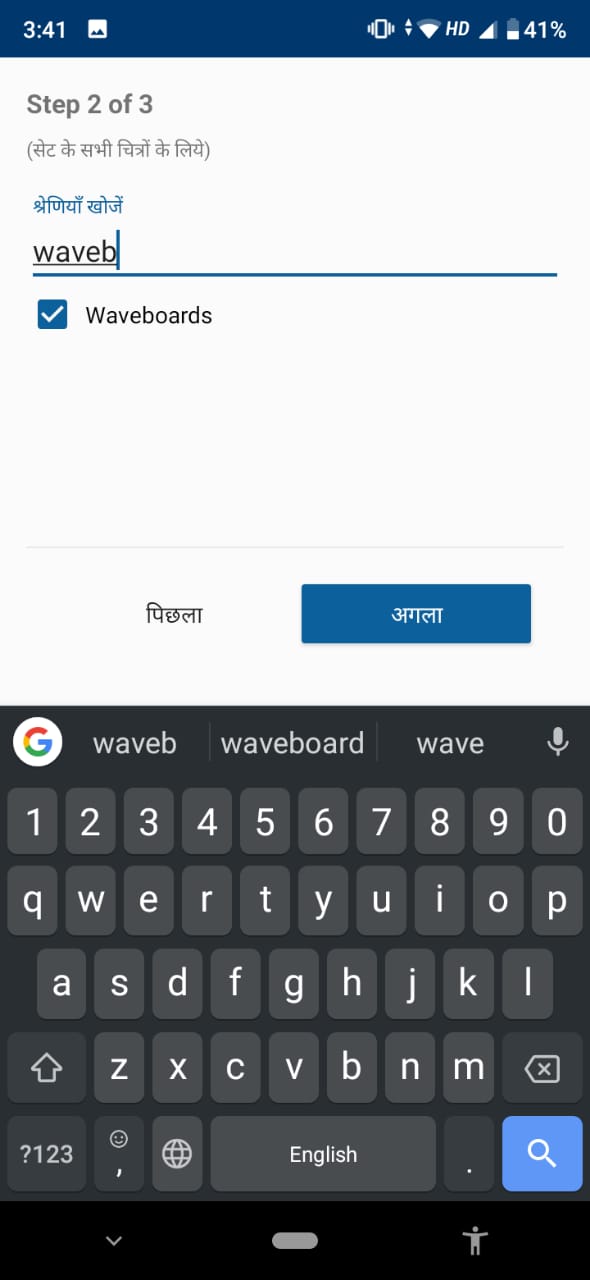 3:41 HD 41%
Step 2 of 3
(सेट के सभी चित्रों के लिये)
श्रेणियाँ खोजें
waveb
Waveboards
पिछला अगला
G waveb waveboard wave
1 2 3 4 5 6 7 8 9 0
q w e r t y u i o p
a s d f g h j k l
z x c v b n m
?123 , English .